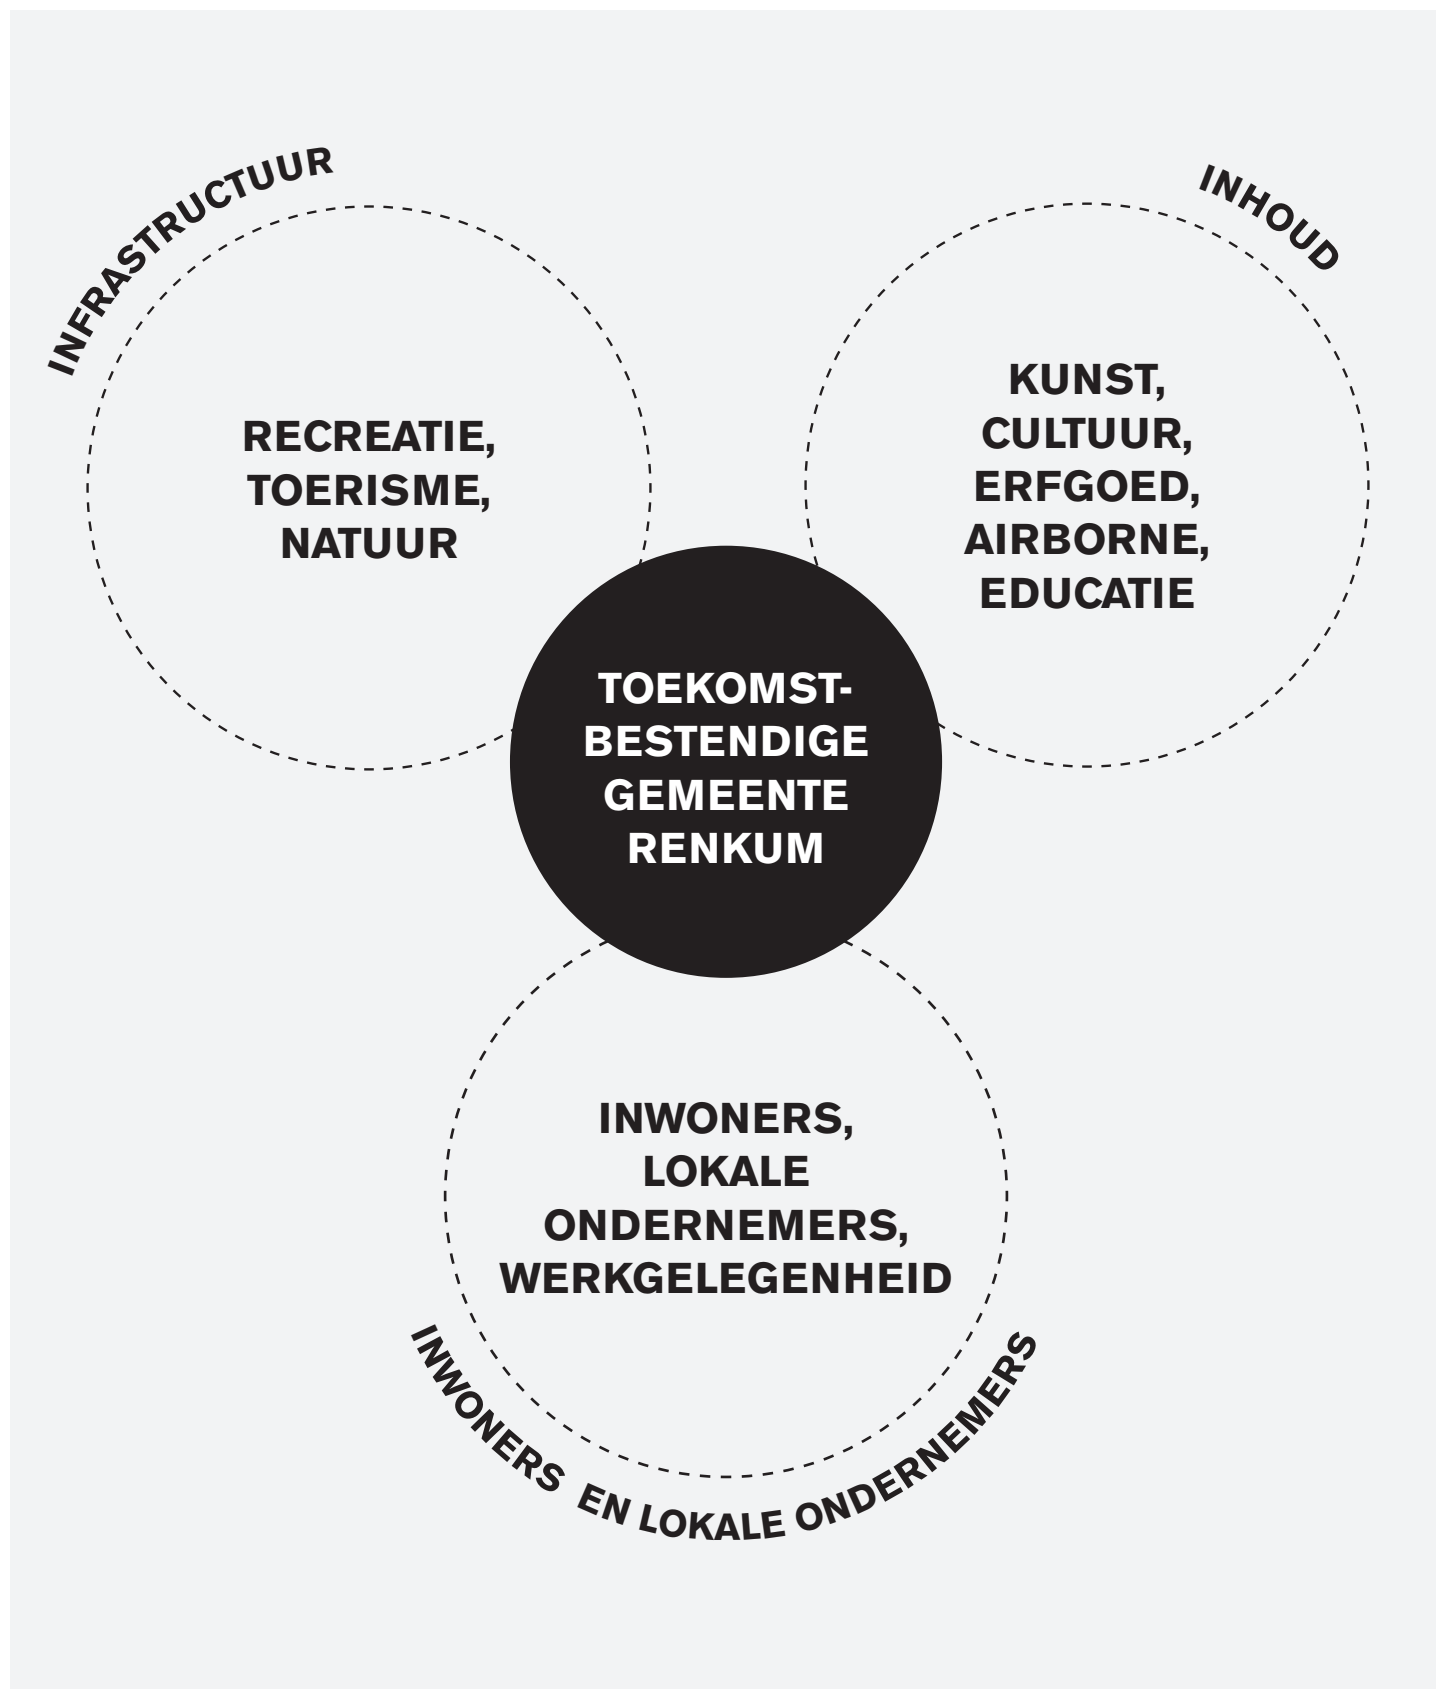 INFRASTRUCTUUR
RECREATIE,
TOERISME,
NATUUR
INHOUD
KUNST,
CULTUUR,
ERFGOED,
AIRBORNE,
EDUCATIE
TOEKOMST-
BESTENDIGE
GEMEENTE
RENKUM
INWONERS,
LOKALE
ONDERNEMERS,
WERKGELEGENHEID
INWONERS EN LOKALE ONDERNEMERS